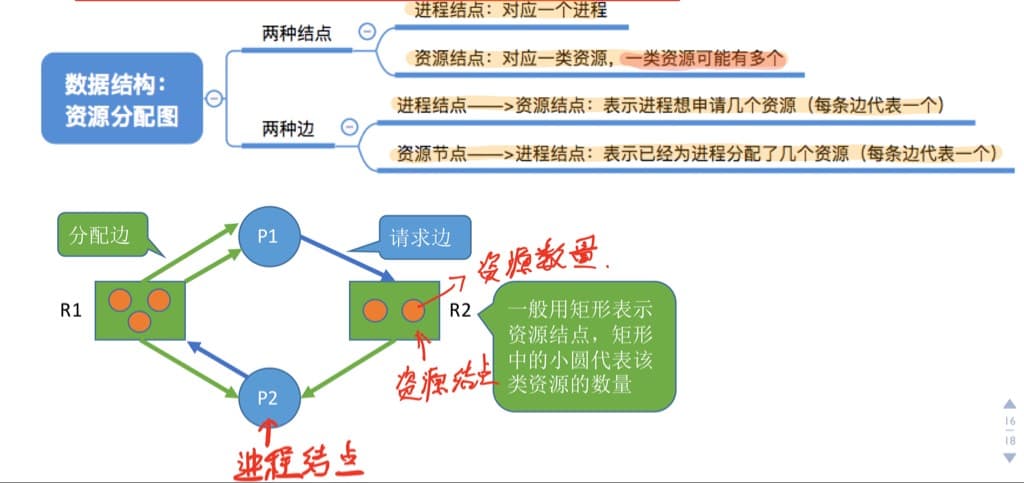 进程结点：对应一个进程
两种结点
资源结点：对应一类资源，一类资源可能有多个
数据结构：
资源分配图
进程结点——>资源结点：表示进程想申请几个资源（每条边代表一个）
两种边
资源节点——>进程结点：表示已经为进程分配了几个资源（每条边代表一个）
分配边
P1
请求边
资源数量.
R1
R2
一般用矩形表示
资源结点，矩形
中的小圆代表该
类资源的数量
资源结点
P2
进程结点
16
18